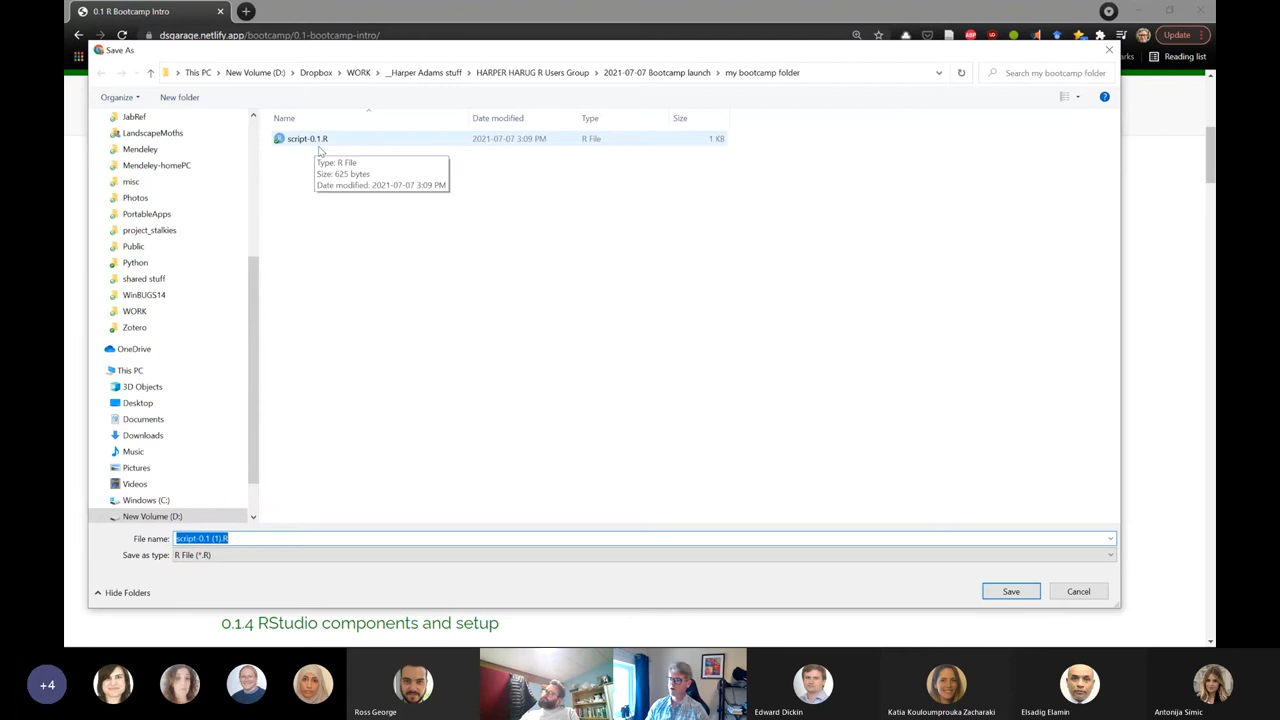 0.1 R Bootcamp Intro
dsgarage.netlify.app/bootcamp/0.1-bootcamp-intro/
Update
Save As
This PC > New Volume (D:) > Dropbox > WORK > __Harper Adams stuff > HARPER HARUG R Users Group > 2021-07-07 Bootcamp launch > my bootcamp folder
Search my bootcamp folder
arks
Reading list
Organize
New folder
Name
Date modified
Type
Size
script-0.1.R
2021-07-07 3:09 PM
R File
1 KB
Type: R File
Size: 625 bytes
Date modified: 2021-07-07 3:09 PM
JabRef
LandscapeMoths
Mendeley
Mendeley-homePC
misc
Photos
PortableApps
project_stalkies
Public
Python
shared stuff
WinBUGS14
WORK
Zotero
OneDrive
This PC
3D Objects
Desktop
Documents
Downloads
Music
Pictures
Videos
Windows (C:)
New Volume (D:)
File name: script-0.1 (1).R
Save as type: R File (*.R)
Hide Folders
Save
Cancel
0.1.4 RStudio components and setup
+4
Ross George
Edward Dickin
Katia Kouloumprouka Zacharaki
Elsadig Elamin
Antonija Simic